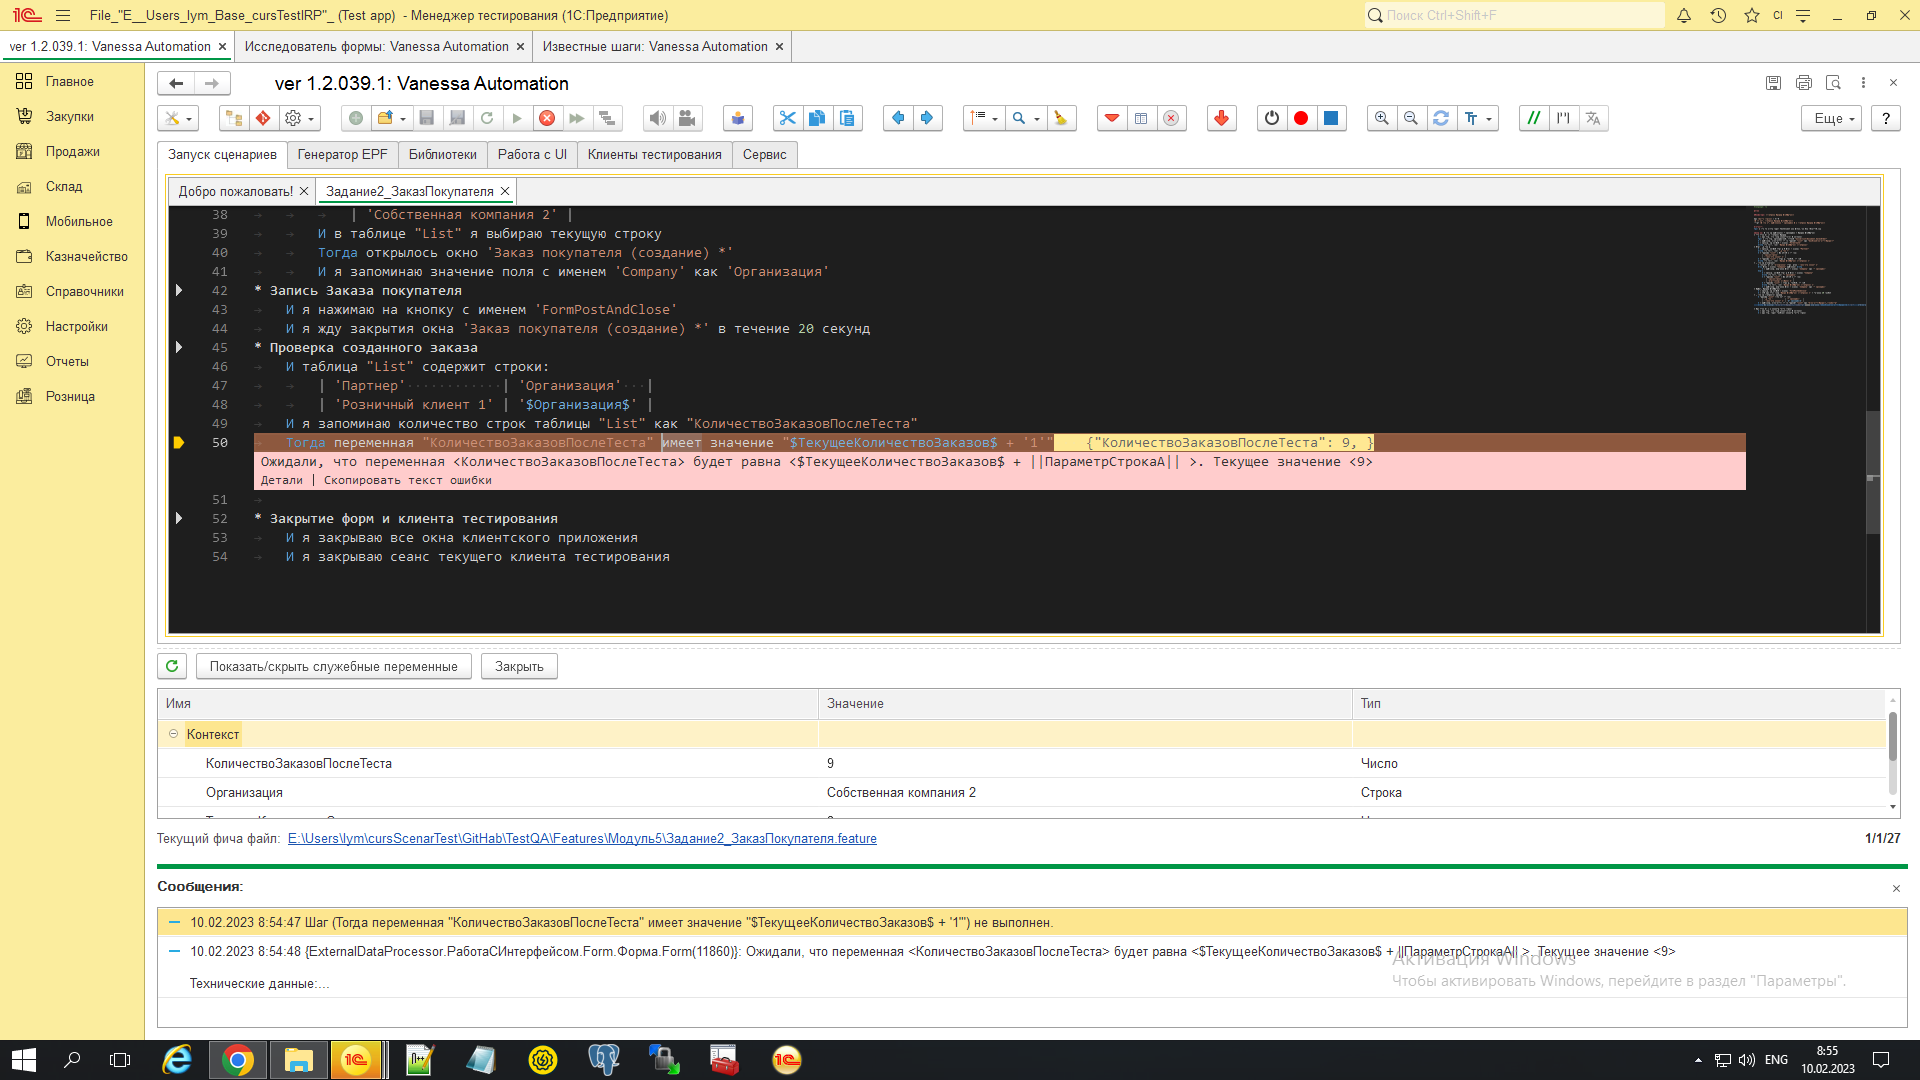 File_"E__Users_lym_Base_cursTestIRP"_ (Test app) - Менеджер тестирования (1С:Предприятие)
Поиск Ctrl+Shift+F
CI
ver 1.2.039.1: Vanessa Automation
Исследователь формы: Vanessa Automation
Известные шаги: Vanessa Automation
Главное
Закупки
Продажи
Склад
Мобильное
Казначейство
Справочники
Настройки
Отчеты
Розница
ver 1.2.039.1: Vanessa Automation
Еще
?
Запуск сценариев
Генератор EPF
Библиотеки
Работа с UI
Клиенты тестирования
Сервис
Добро пожаловать!
Задание2_ЗаказПокупателя
38 | 'Собственная компания 2' |
39 И в таблице "List" я выбираю текущую строку
40 Тогда открылось окно 'Заказ покупателя (создание) *'
41 И я запоминаю значение поля с именем 'Company' как 'Организация'
42 * Запись Заказа покупателя
43 И я нажимаю на кнопку с именем 'FormPostAndClose'
44 И я жду закрытия окна 'Заказ покупателя (создание) *' в течение 20 секунд
45 * Проверка созданного заказа
46 И таблица "List" содержит строки:
47 | 'Партнер' | 'Организация' |
48 | 'Розничный клиент 1' | '$Организация$' |
49 И я запоминаю количество строк таблицы "List" как "КоличествоЗаказовПослеТеста"
50 Тогда переменная "КоличествоЗаказовПослеТеста" имеет значение "$ТекущееКоличествоЗаказов$ + '1'" {"КоличествоЗаказовПослеТеста": 9, }
Ожидали, что переменная <КоличествоЗаказовПослеТеста> будет равна <$ТекущееКоличествоЗаказов$ + ||ПараметрСтрокаА|| >. Текущее значение <9>
Детали | Скопировать текст ошибки
51
52 * Закрытие форм и клиента тестирования
53 И я закрываю все окна клиентского приложения
54 И я закрываю сеанс текущего клиента тестирования
Показать/скрыть служебные переменные
Закрыть
Имя Значение Тип
Контекст
КоличествоЗаказовПослеТеста 9 Число
Организация Собственная компания 2 Строка
Текущий фича файл: E:\Users\lym\cursScenarTest\GitHab\TestQA\Features\Модуль5\Задание2_ЗаказПокупателя.feature
1/1/27
Сообщения:
10.02.2023 8:54:47 Шаг (Тогда переменная "КоличествоЗаказовПослеТеста" имеет значение "$ТекущееКоличествоЗаказов$ + '1'") не выполнен.
10.02.2023 8:54:48 {ExternalDataProcessor.РаботаСИнтерфейсом.Form.Форма.Form(11860)}: Ожидали, что переменная <КоличествоЗаказовПослеТеста> будет равна <$ТекущееКоличествоЗаказов$ + ||ПараметрСтрокаА|| >. Текущее значение <9>
Технические данные:...
Активация Windows
Чтобы активировать Windows, перейдите в раздел "Параметры".
ENG
8:55
10.02.2023